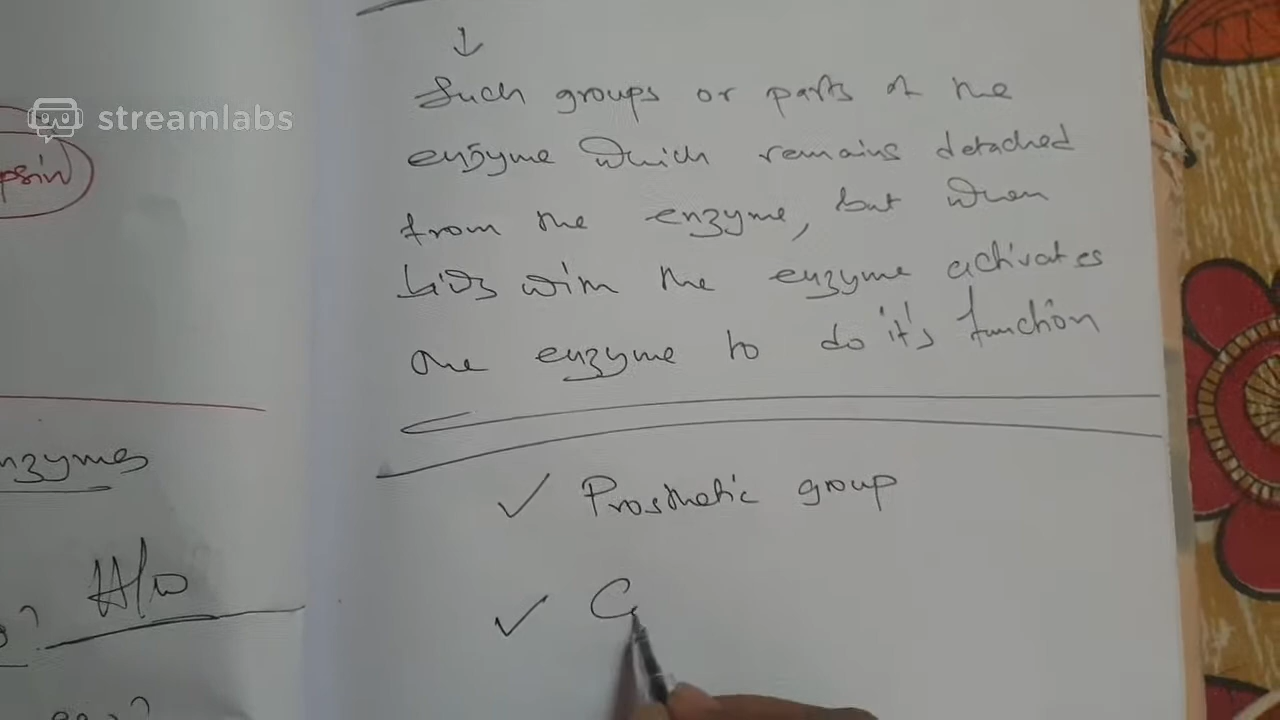 streamlabs
psin
nzymes
H/w
?
?
Such groups or parts of the
enzyme which remains detached
from the enzyme, but when
with the enzyme activates
the enzyme to do it's function
✓ Prosthetic group
✓ C